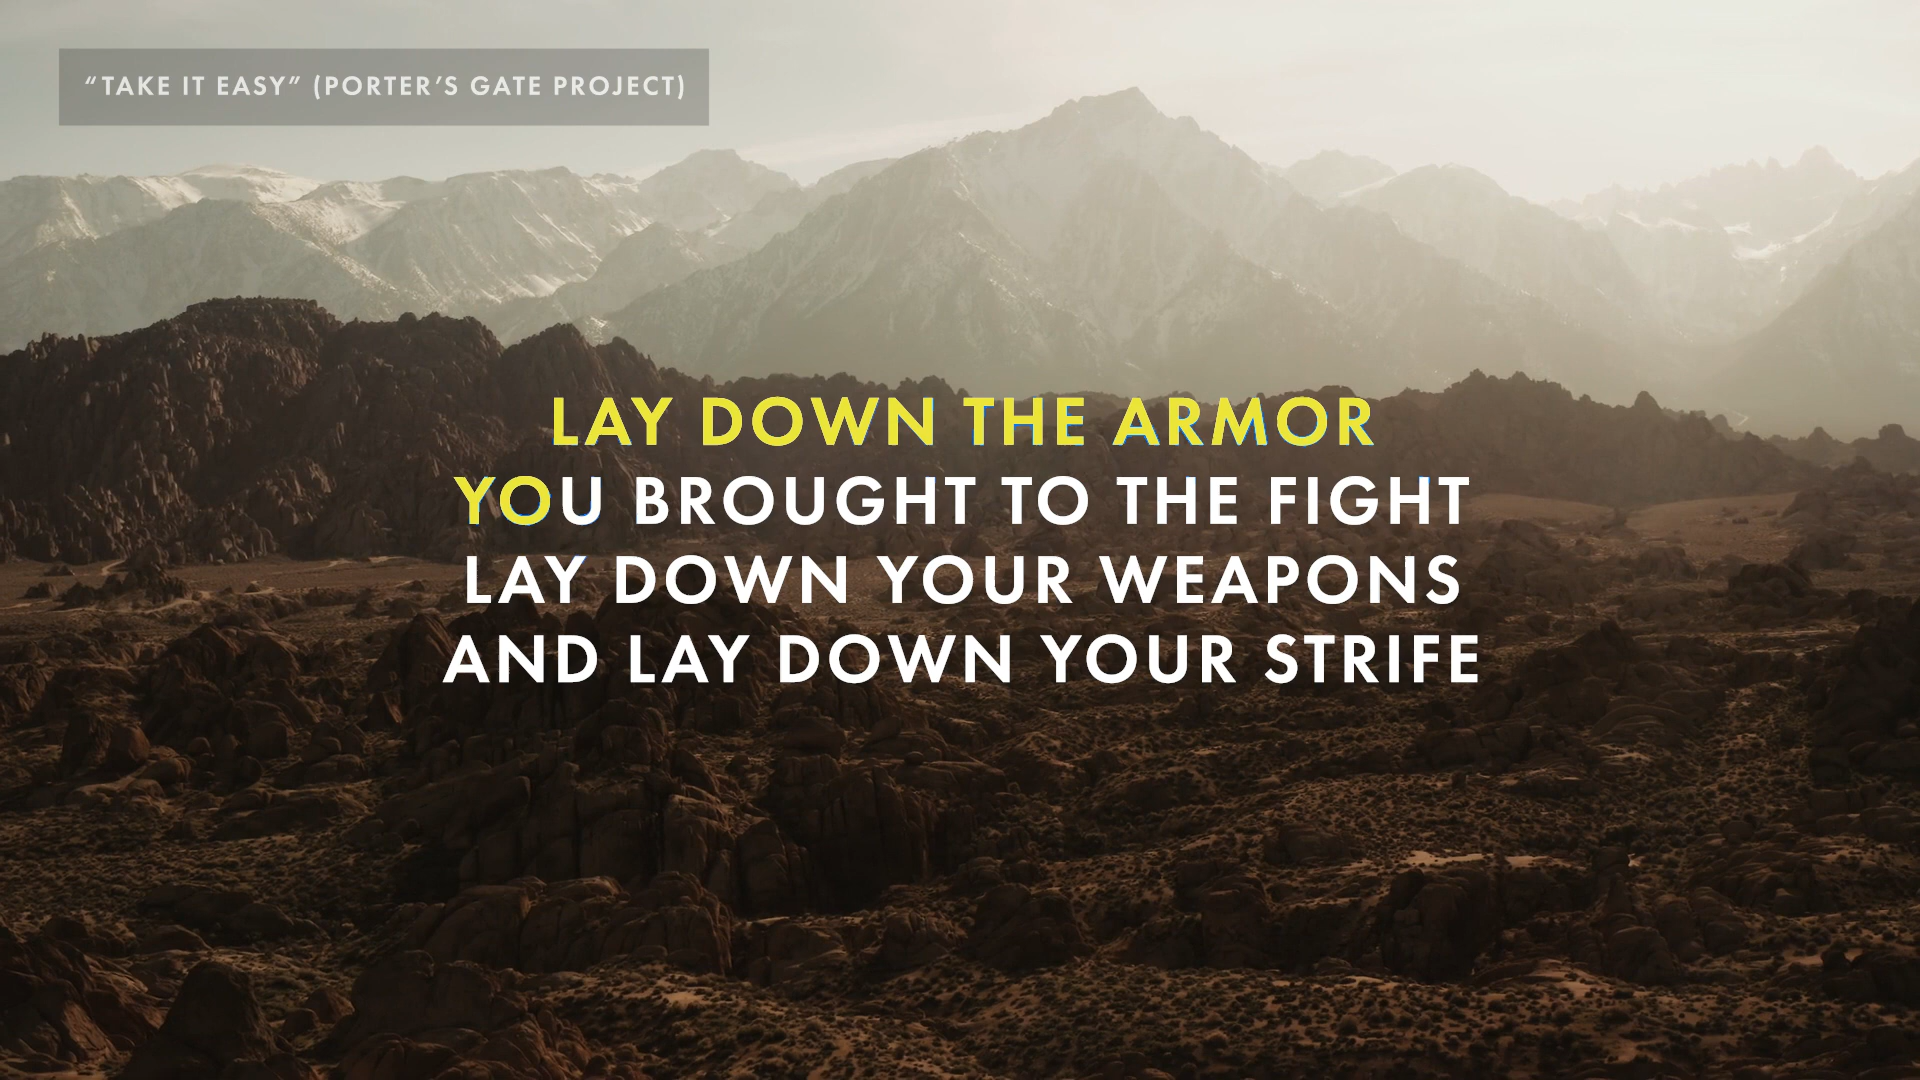 “TAKE IT EASY” (PORTER’S GATE PROJECT)
LAY DOWN THE ARMOR
YOU BROUGHT TO THE FIGHT
LAY DOWN YOUR WEAPONS
AND LAY DOWN YOUR STRIFE